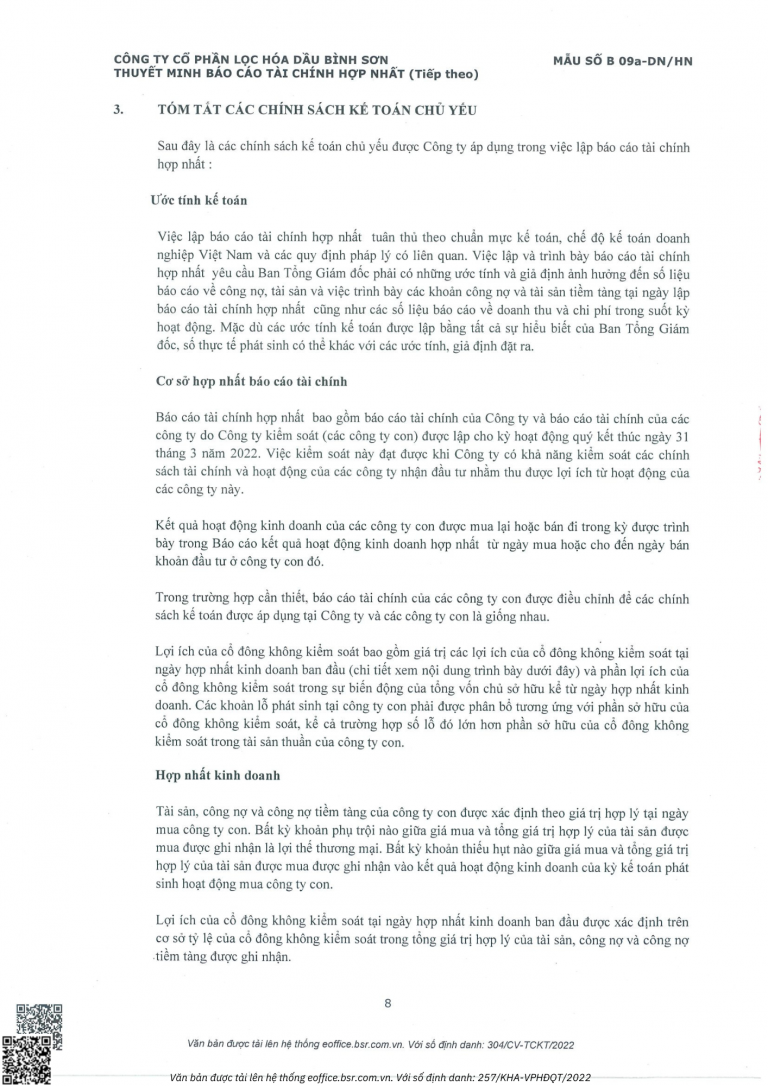 CÔNG TY CỔ PHẦN LỌC HÓA DẦU BÌNH SƠN
MẪU SỐ B 09a-DN/HN
THUYẾT MINH BÁO CÁO TÀI CHÍNH HỢP NHẤT (Tiếp theo)
3. TÓM TẮT CÁC CHÍNH SÁCH KẾ TOÁN CHỦ YẾU
Sau đây là các chính sách kế toán chủ yếu được Công ty áp dụng trong việc lập báo cáo tài chính
hợp nhất :
Ước tính kế toán
Việc lập báo cáo tài chính hợp nhất tuân thủ theo chuẩn mực kế toán, chế độ kế toán doanh
nghiệp Việt Nam và các quy định pháp lý có liên quan. Việc lập và trình bày báo cáo tài chính
hợp nhất yêu cầu Ban Tổng Giám đốc phải có những ước tính và giả định ảnh hưởng đến số liệu
báo cáo về công nợ, tài sản và việc trình bày các khoản công nợ và tài sản tiềm tàng tại ngày lập
báo cáo tài chính hợp nhất cũng như các số liệu báo cáo về doanh thu và chi phí trong suốt kỳ
hoạt động. Mặc dù các ước tính kế toán được lập bằng tất cả sự hiểu biết của Ban Tổng Giám
đốc, số thực tế phát sinh có thể khác với các ước tính, giả định đặt ra.
Cơ sở hợp nhất báo cáo tài chính
Báo cáo tài chính hợp nhất bao gồm báo cáo tài chính của Công ty và báo cáo tài chính của các
công ty do Công ty kiểm soát (các công ty con) được lập cho kỳ hoạt động quý kết thúc ngày 31
tháng 3 năm 2022. Việc kiểm soát này đạt được khi Công ty có khả năng kiểm soát các chính
sách tài chính và hoạt động của các công ty nhận đầu tư nhằm thu được lợi ích từ hoạt động của
các công ty này.
Kết quả hoạt động kinh doanh của các công ty con được mua lại hoặc bán đi trong kỳ được trình
bày trong Báo cáo kết quả hoạt động kinh doanh hợp nhất từ ngày mua hoặc cho đến ngày bán
khoản đầu tư ở công ty con đó.
Trong trường hợp cần thiết, báo cáo tài chính của các công ty con được điều chỉnh để các chính
sách kế toán được áp dụng tại Công ty và các công ty con là giống nhau.
Lợi ích của cổ đông không kiểm soát bao gồm giá trị các lợi ích của cổ đông không kiểm soát tại
ngày hợp nhất kinh doanh ban đầu (chi tiết xem nội dung trình bày dưới đây) và phần lợi ích của
cổ đông không kiểm soát trong sự biến động của tổng vốn chủ sở hữu kể từ ngày hợp nhất kinh
doanh. Các khoản lỗ phát sinh tại công ty con phải được phân bổ tương ứng với phần sở hữu của
cổ đông không kiểm soát, kể cả trường hợp số lỗ đó lớn hơn phần sở hữu của cổ đông không
kiểm soát trong tài sản thuần của công ty con.
Hợp nhất kinh doanh
Tài sản, công nợ và công nợ tiềm tàng của công ty con được xác định theo giá trị hợp lý tại ngày
mua công ty con. Bất kỳ khoản phụ trội nào giữa giá mua và tổng giá trị hợp lý của tài sản được
mua được ghi nhận là lợi thế thương mại. Bất kỳ khoản thiếu hụt nào giữa giá mua và tổng giá trị
hợp lý của tài sản được mua được ghi nhận vào kết quả hoạt động kinh doanh của kỳ kế toán phát
sinh hoạt động mua công ty con.
Lợi ích của cổ đông không kiểm soát tại ngày hợp nhất kinh doanh ban đầu được xác định trên
cơ sở tỷ lệ của cổ đông không kiểm soát trong tổng giá trị hợp lý của tài sản, công nợ và công nợ
tiềm tàng được ghi nhận.
8
Văn bản được tải lên hệ thống eoffice.bsr.com.vn. Với số định danh: 304/CV-TCKT/2022
Văn bản được tải lên hệ thống eoffice.bsr.com.vn. Với số định danh: 257/KHA-VPHĐQT/2022